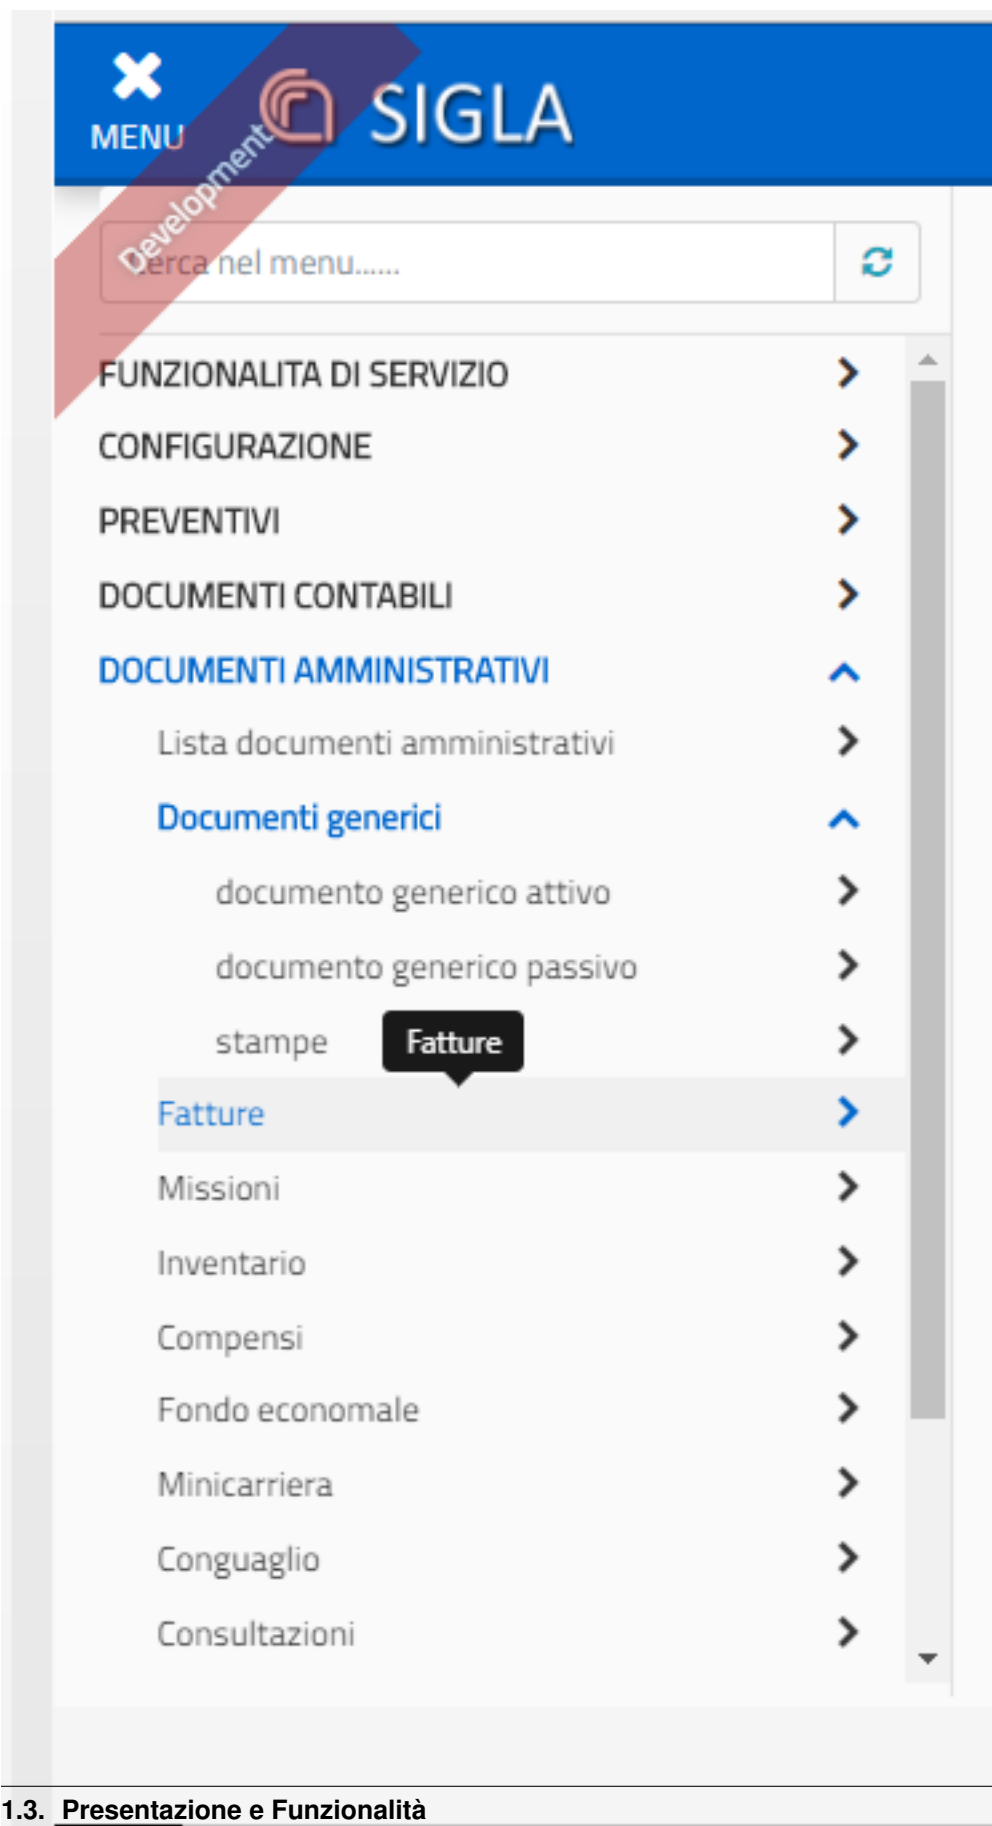 MENU
SIGLA
Development
Cerca nel menu......
FUNZIONALITA DI SERVIZIO
CONFIGURAZIONE
PREVENTIVI
DOCUMENTI CONTABILI
DOCUMENTI AMMINISTRATIVI
Lista documenti amministrativi
Documenti generici
documento generico attivo
documento generico passivo
stampe
Fatture
Fatture
Missioni
Inventario
Compensi
Fondo economale
Minicarriera
Conguaglio
Consultazioni
1.3. Presentazione e Funzionalità